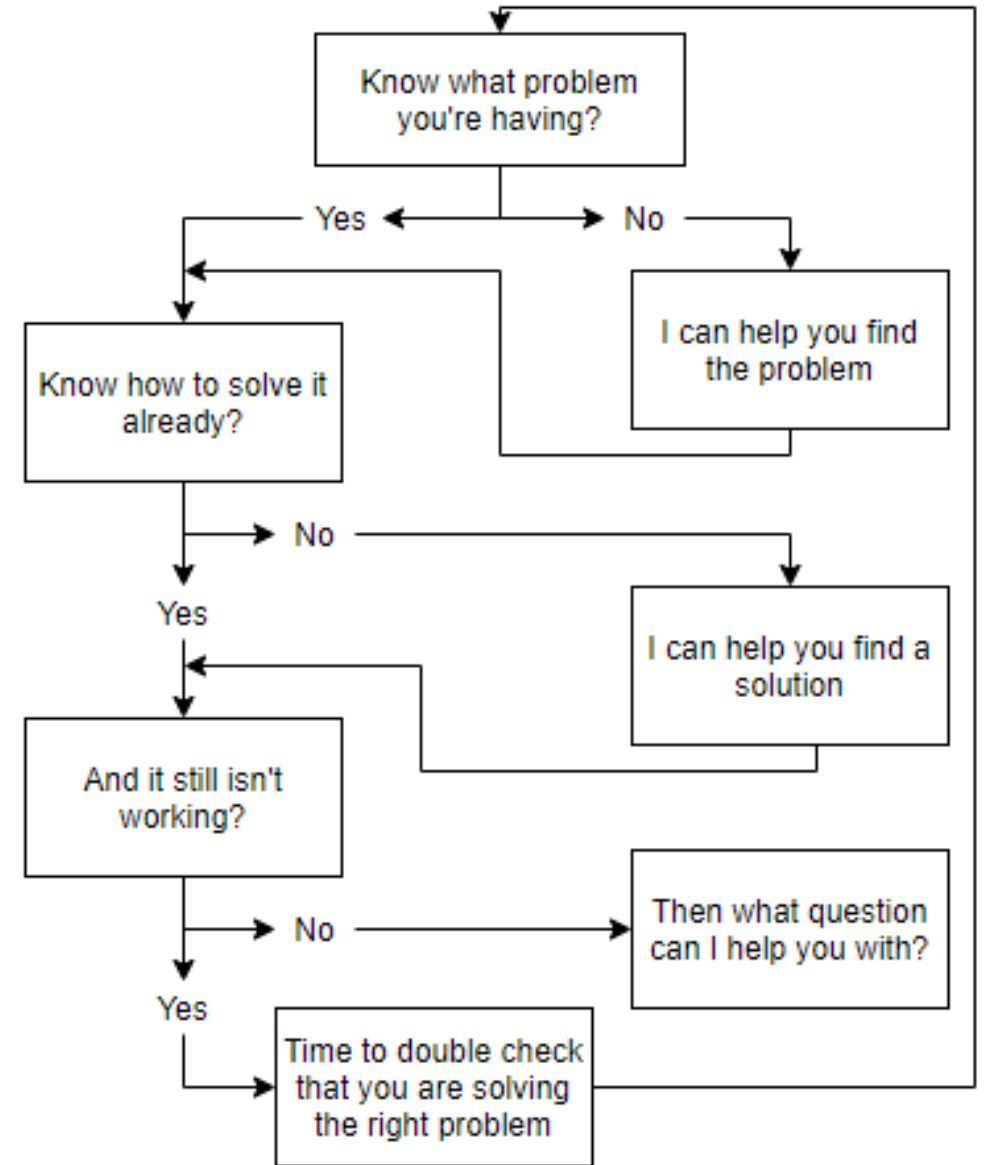 Know what problem
you're having?
Yes
No
I can help you find
the problem
Know how to solve it
already?
No
Yes
I can help you find a
solution
And it still isn't
working?
Then what question
can I help you with?
No
Yes
Time to double check
that you are solving
the right problem